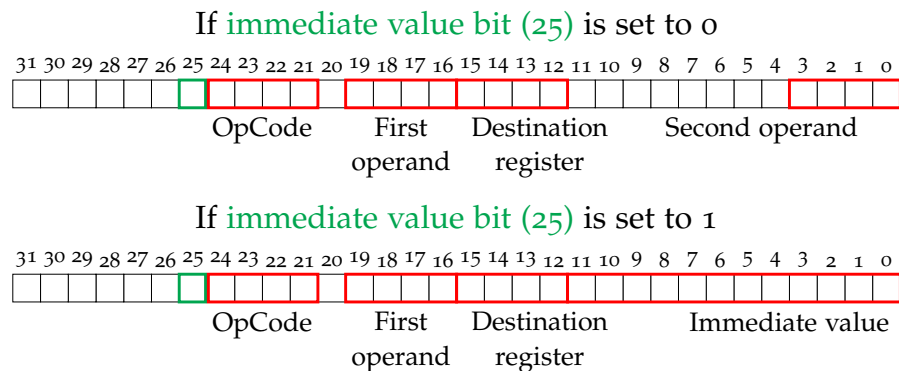 If immediate value bit (25) is set to 0
31 30 29 28 27 26 25 24 23 22 21 20 19 18 17 16 15 14 13 12 11 10 9 8 7 6 5 4 3 2 1 0
OpCode First Destination Second operand
operand register
If immediate value bit (25) is set to 1
31 30 29 28 27 26 25 24 23 22 21 20 19 18 17 16 15 14 13 12 11 10 9 8 7 6 5 4 3 2 1 0
OpCode First Destination Immediate value
operand register